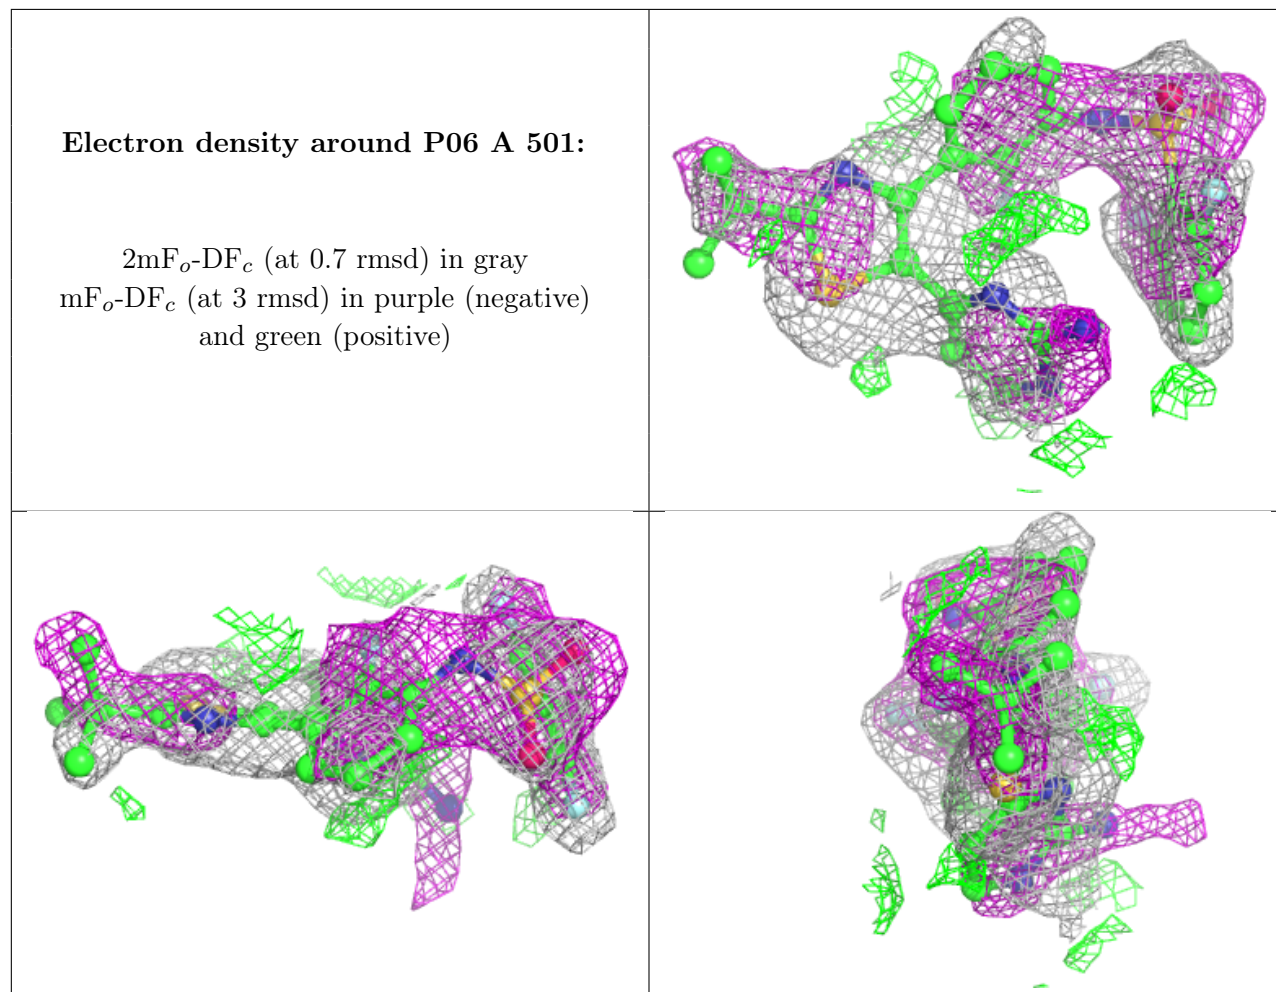 Electron density around P06 A 501:
2mFₒ-DF𝒸 (at 0.7 rmsd) in gray
mFₒ-DF𝒸 (at 3 rmsd) in purple (negative)
and green (positive)